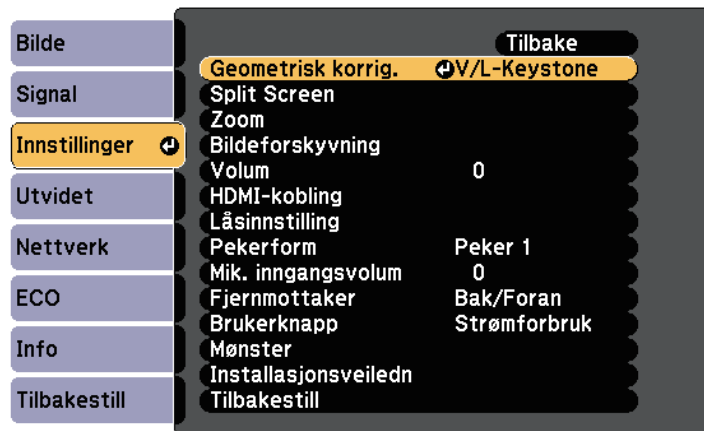 Bilde
Signal
Innstillinger
Utvidet
Nettverk
ECO
Info
Tilbakestill
Tilbake
Geometrisk korrig. V/L-Keystone
Split Screen
Zoom
Bildeforskyvning
Volum 0
HDMI-kobling
Låsinnstilling
Pekerform Peker 1
Mik. inngangsvolum 0
Fjernmottaker Bak/Foran
Brukerknapp Strømforbruk
Mønster
Installasjonsveiledn
Tilbakestill